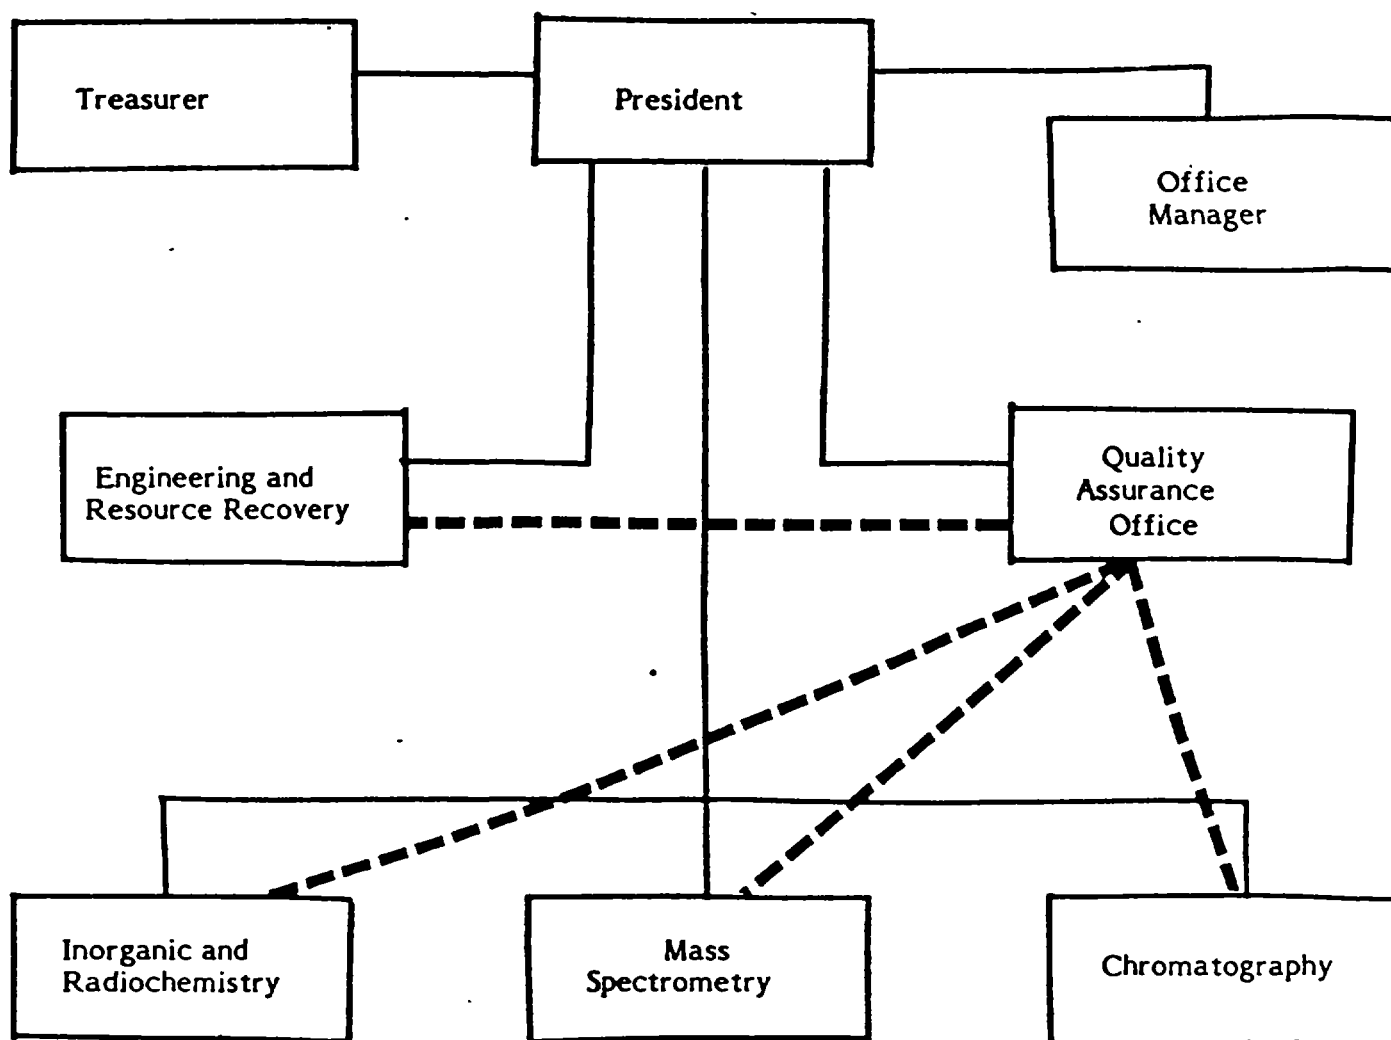 Treasurer
President
Office
Manager
Engineering and
Resource Recovery
Quality
Assurance
Office
Inorganic and
Radiochemistry
Mass
Spectrometry
Chromatography